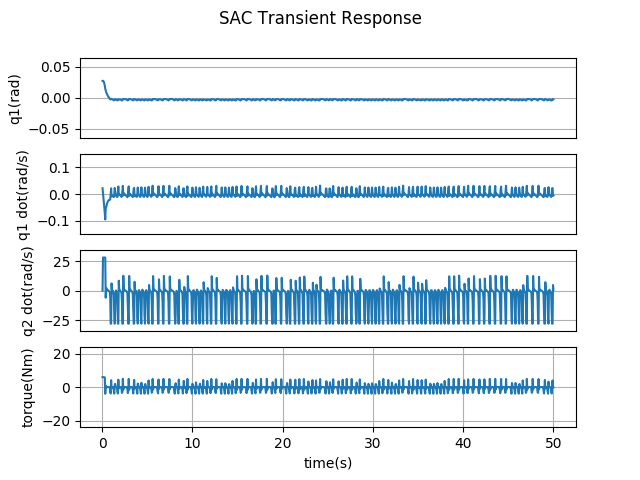 SAC Transient Response
q1(rad)
0.05
0.00
−0.05
q1 dot(rad/s)
0.1
0.0
−0.1
q2 dot(rad/s)
25
0
−25
torque(Nm)
20
0
−20
0 10 20 30 40 50
time(s)